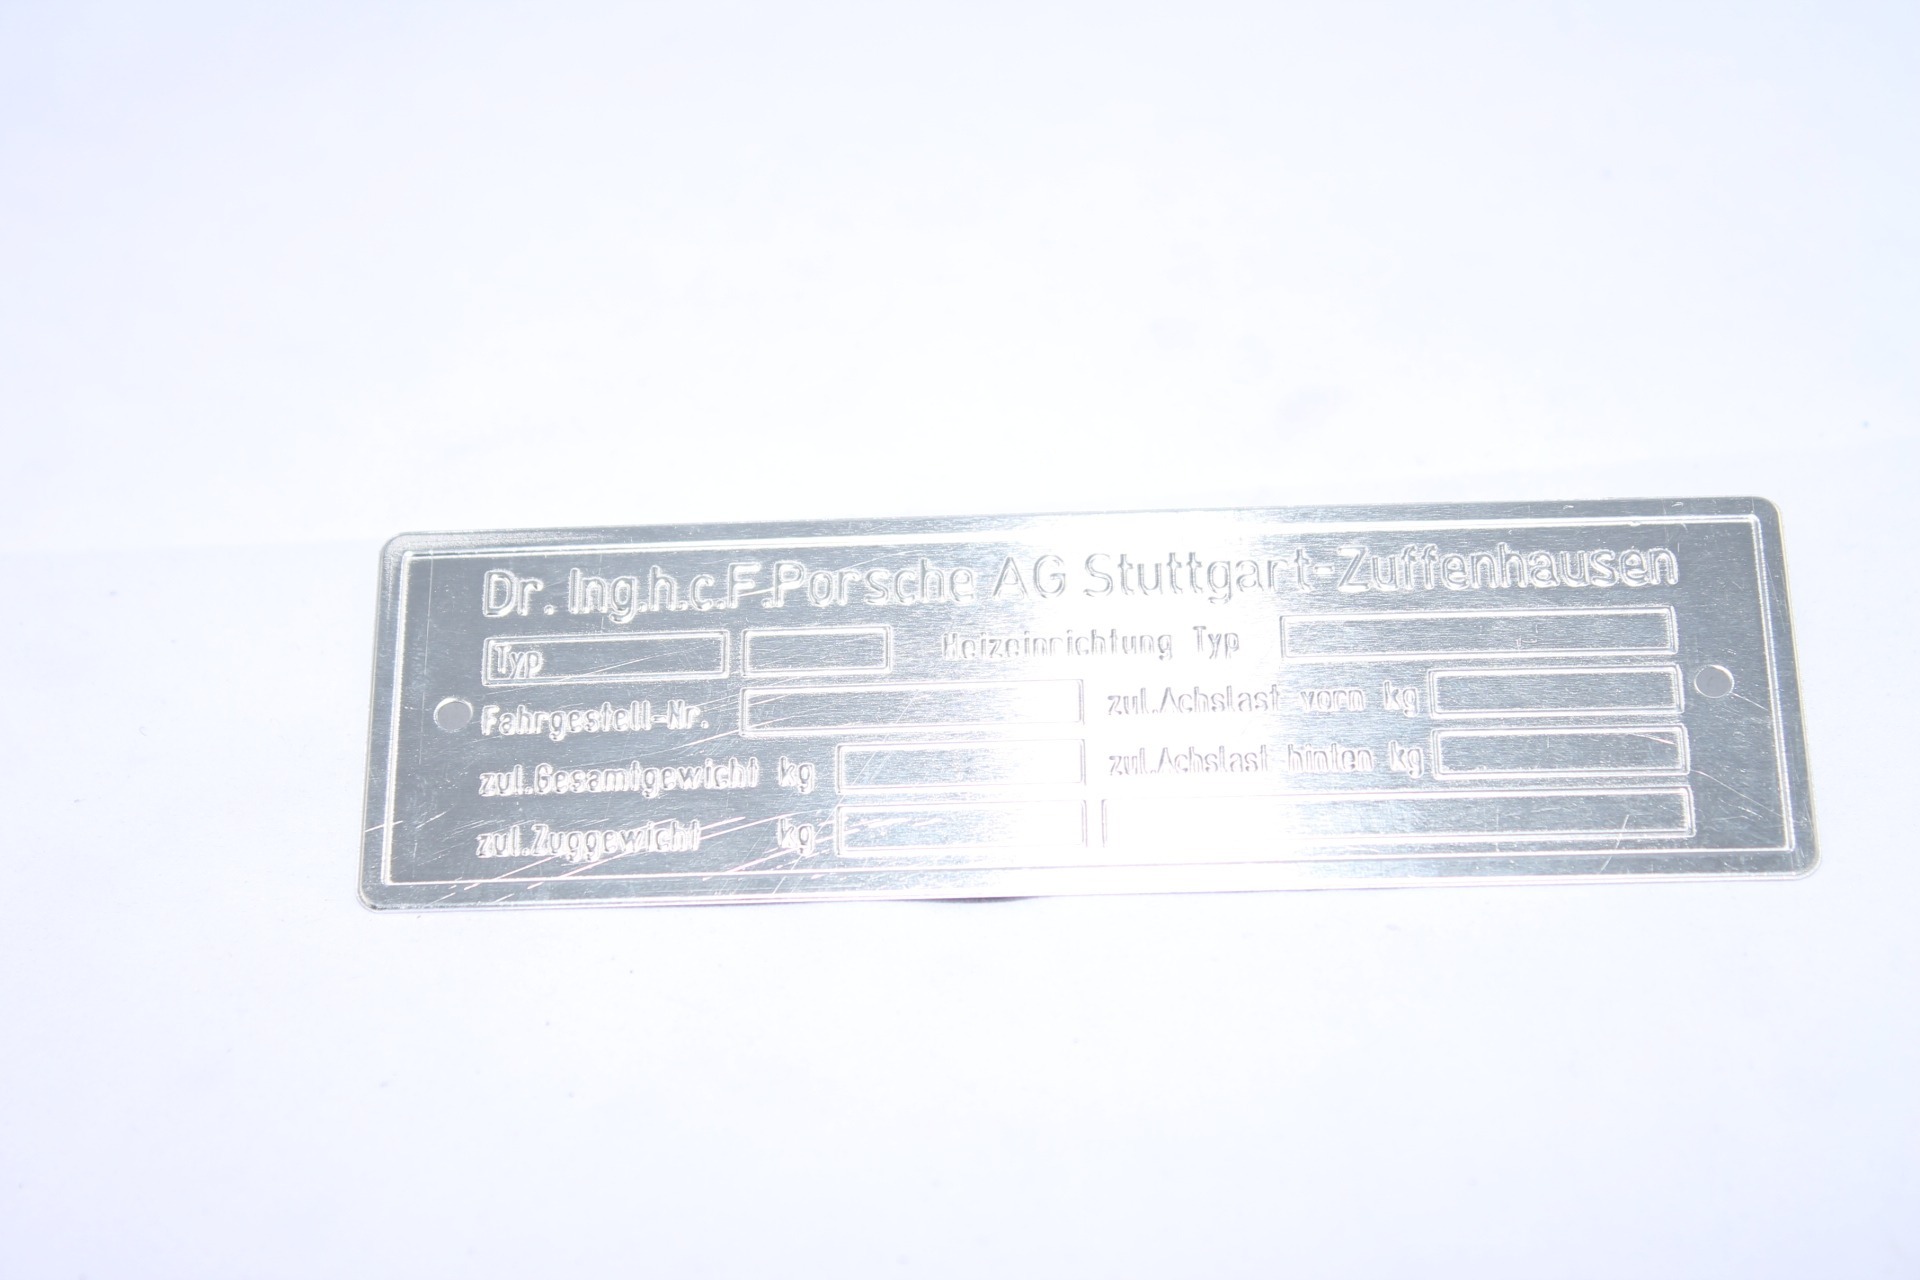 Dr. Ing.h.c.F.Porsche AG Stuttgart-Zuffenhausen
Typ Heizeinrichtung Typ
Fahrgestell-Nr. zul.Achslast vorn kg
zul.Gesamtgewicht kg zul.Achslast hinten kg
zul.Zuggewicht kg